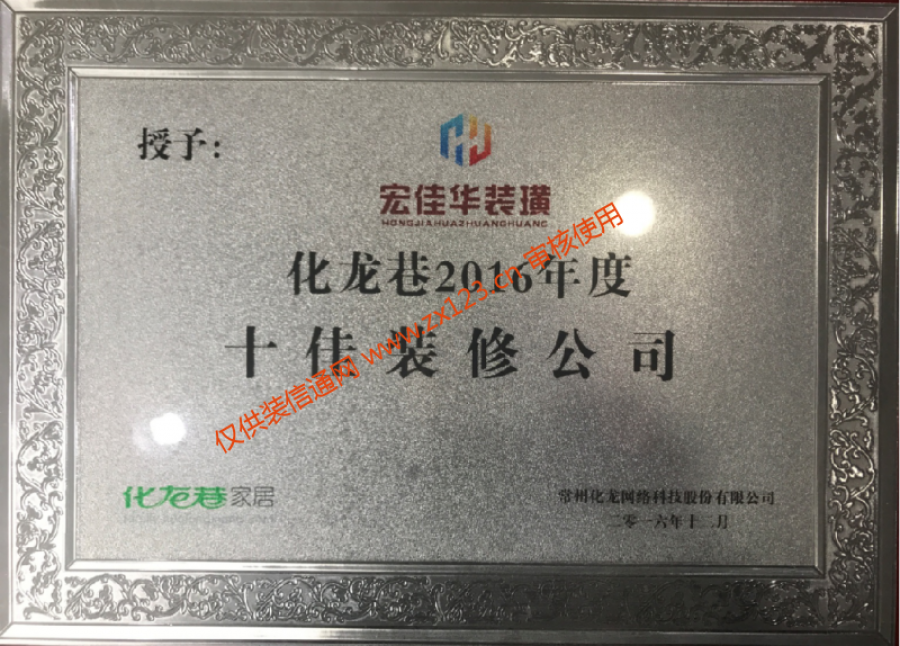 授予:
宏佳华装璜
HONGJIAHUAZHUANGHUANG
化龙巷2016年度
十佳装修公司
仅供装信通网 www.zx123.cn 审核使用
化龙巷家居
常州化龙网络科技股份有限公司
二零一六年十二月